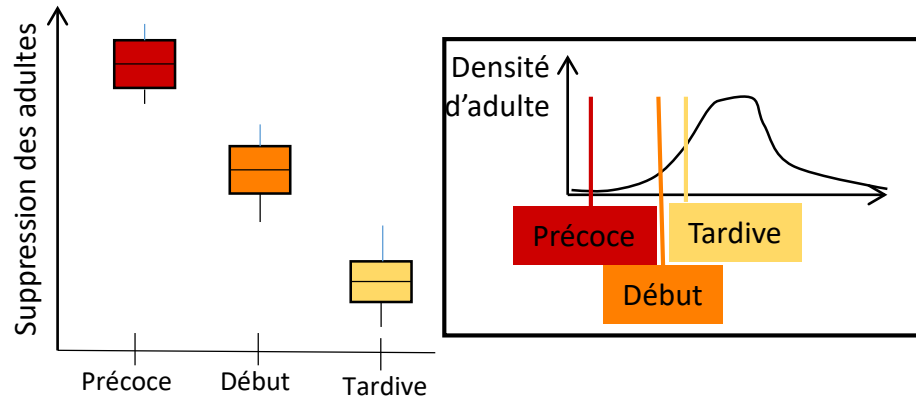 Suppression des adultes
Précoce
Début
Tardive
Densité
d'adulte
Précoce
Tardive
Début